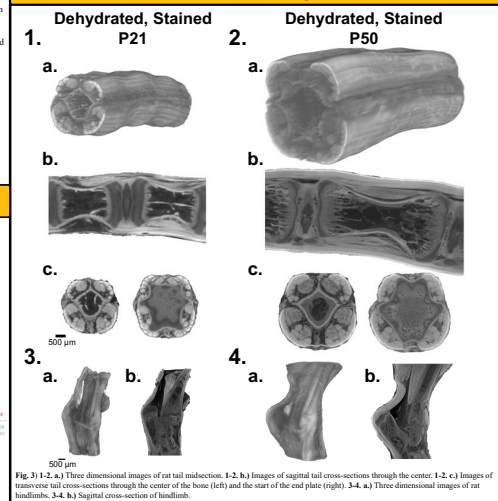 Dehydrated, Stained
P21
Dehydrated, Stained
P50
1.
a.
b.
c.
500 µm
2.
a.
b.
c.
3.
a.
b.
500 µm
4.
a.
b.
Fig. 3) 1-2. a.) Three dimensional images of rat tail midsection. 1-2. b.) Images of sagittal tail cross-sections through the center. 1-2. c.) Images of
transverse tail cross-sections through the center of the bone (left) and the start of the end plate (right). 3-4. a.) Three dimensional images of rat
hindlimbs. 3-4. b.) Sagittal cross-section of hindlimb.